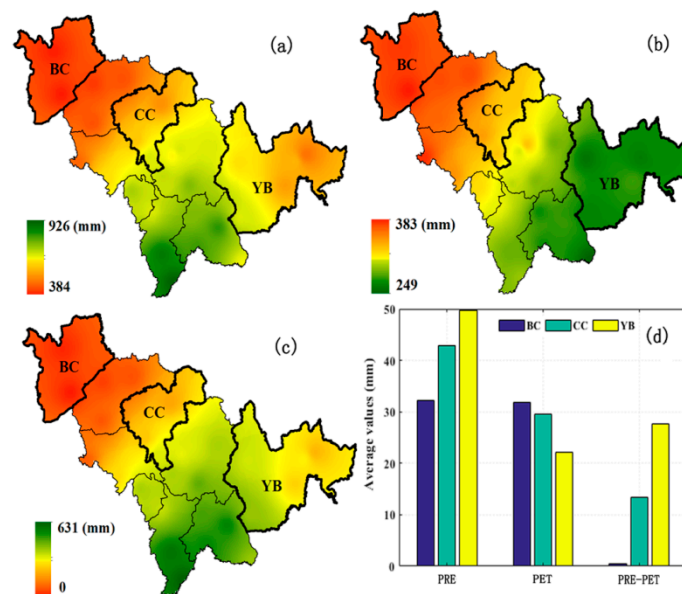 (a)
BC
CC
YB
926 (mm)
384
(b)
BC
CC
YB
383 (mm)
249
(c)
BC
CC
YB
631 (mm)
0
(d)
BC CC YB
Average values (mm)
50
40
30
20
10
0
PRE PET PRE-PET